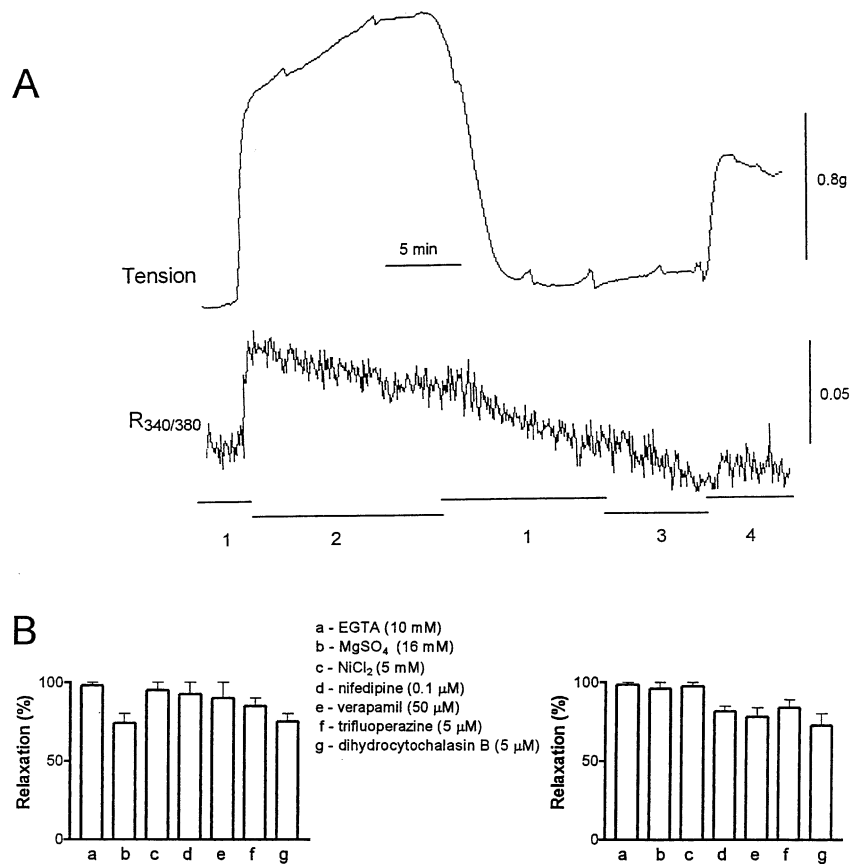 A
0.8g
5 min
Tension
0.05
R340/380
1 2 1 3 4
B
a - EGTA (10 mM)
b - MgSO4 (16 mM)
c - NiCl2 (5 mM)
d - nifedipine (0.1 µM)
e - verapamil (50 µM)
f - trifluoperazine (5 µM)
g - dihydrocytochalasin B (5 µM)
Relaxation (%)
100
50
0
a b c d e f g
Relaxation (%)
100
50
0
a b c d e f g